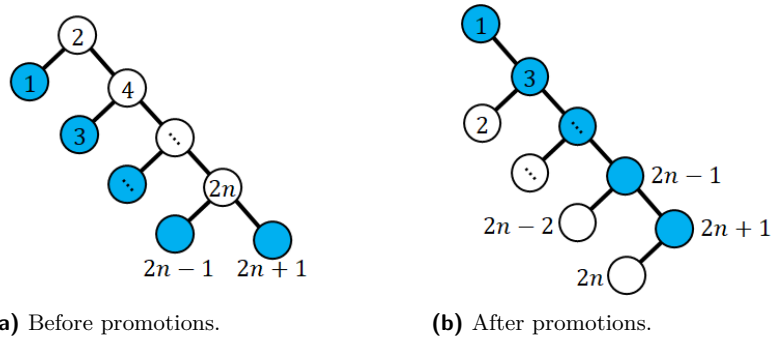 2
1
4
3
⋱
⋱
2n
2n − 1
2n + 1
a) Before promotions.
1
3
2
⋱
⋱
2n − 1
2n − 2
2n + 1
2n
(b) After promotions.